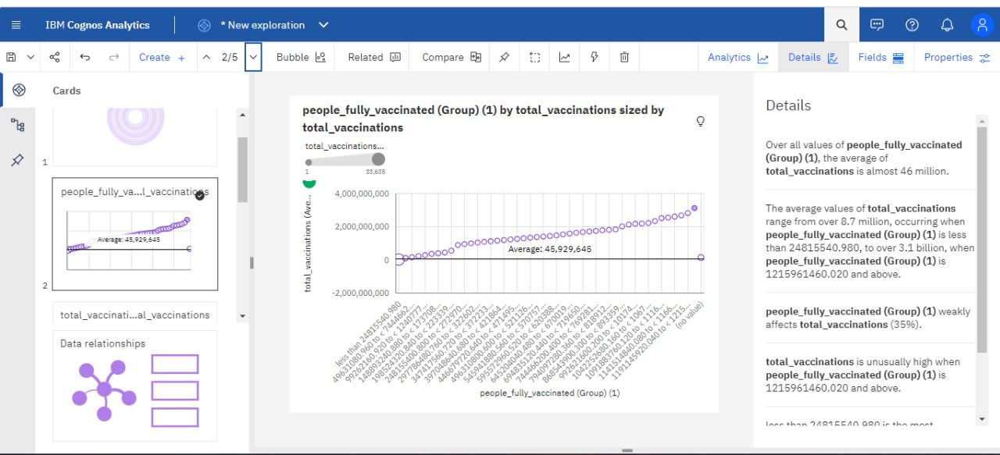 IBM Cognos Analytics
* New exploration
Create +
2/5
Bubble
Related
Compare
Analytics
Details
Fields
Properties
Cards
1
people_fully_va...l_vaccinations
Average: 45,929,645
2
total_vaccinati...al_vaccinations
Data relationships
people_fully_vaccinated (Group) (1) by total_vaccinations sized by
total_vaccinations
total_vaccinations...
1
33,635
total_vaccinations (Ave...
4,000,000,000
2,000,000,000
0
-2,000,000,000
Average: 45,929,645
less than 24815540.980
49631080.960 to < 7444662...
99262160.920 to < 1240777...
148893240.880 to < 173708...
198524120.840 to < 223339...
248155400.800 to < 272970...
297786480.760 to < 322602...
347417560.720 to < 372233...
397048640.680 to < 421864...
446679720.640 to < 471495...
496310800.600 to < 521126...
545941880.560 to < 570757...
595572960.520 to < 620388...
645204040.480 to < 670019...
694835120.440 to < 719650...
744466200.400 to < 769281...
794097280.360 to < 818912...
868543900.300 to < 893359...
992621600.200 to < 10174...
1042252680.160 to < 1067...
1091883760.120 to < 1116...
1141514840.080 to < 1166...
1191145920.040 to < 1215...
(no value)
people_fully_vaccinated (Group) (1)
Details
Over all values of people_fully_vaccinated
(Group) (1), the average of
total_vaccinations is almost 46 million.
The average values of total_vaccinations
range from over 8.7 million, occurring when
people_fully_vaccinated (Group) (1) is less
than 24815540.980, to over 3.1 billion, when
people_fully_vaccinated (Group) (1) is
1215961460.020 and above.
people_fully_vaccinated (Group) (1) weakly
affects total_vaccinations (35%).
total_vaccinations is unusually high when
people_fully_vaccinated (Group) (1) is
1215961460.020 and above.
less than 24815540.980 is the most